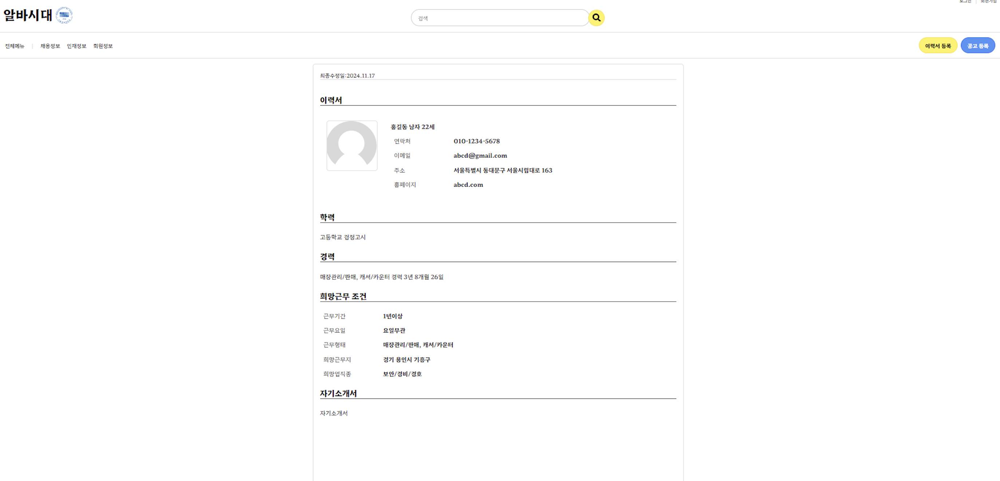 로그인 | 회원가입
알바시대
검색
전체메뉴 | 채용정보 인재정보 회원정보
이력서 등록 공고 등록
최종수정일:2024.11.17
이력서
홍길동 남자 22세
연락처 010-1234-5678
이메일 abcd@gmail.com
주소 서울특별시 동대문구 서울시립대로 163
홈페이지 abcd.com
학력
고등학교 검정고시
경력
매장관리/판매, 캐셔/카운터 경력 3년 8개월 26일
희망근무 조건
근무기간 1년이상
근무요일 요일무관
근무형태 매장관리/판매, 캐셔/카운터
희망근무지 경기 용인시 기흥구
희망업직종 보안/경비/경호
자기소개서
자기소개서